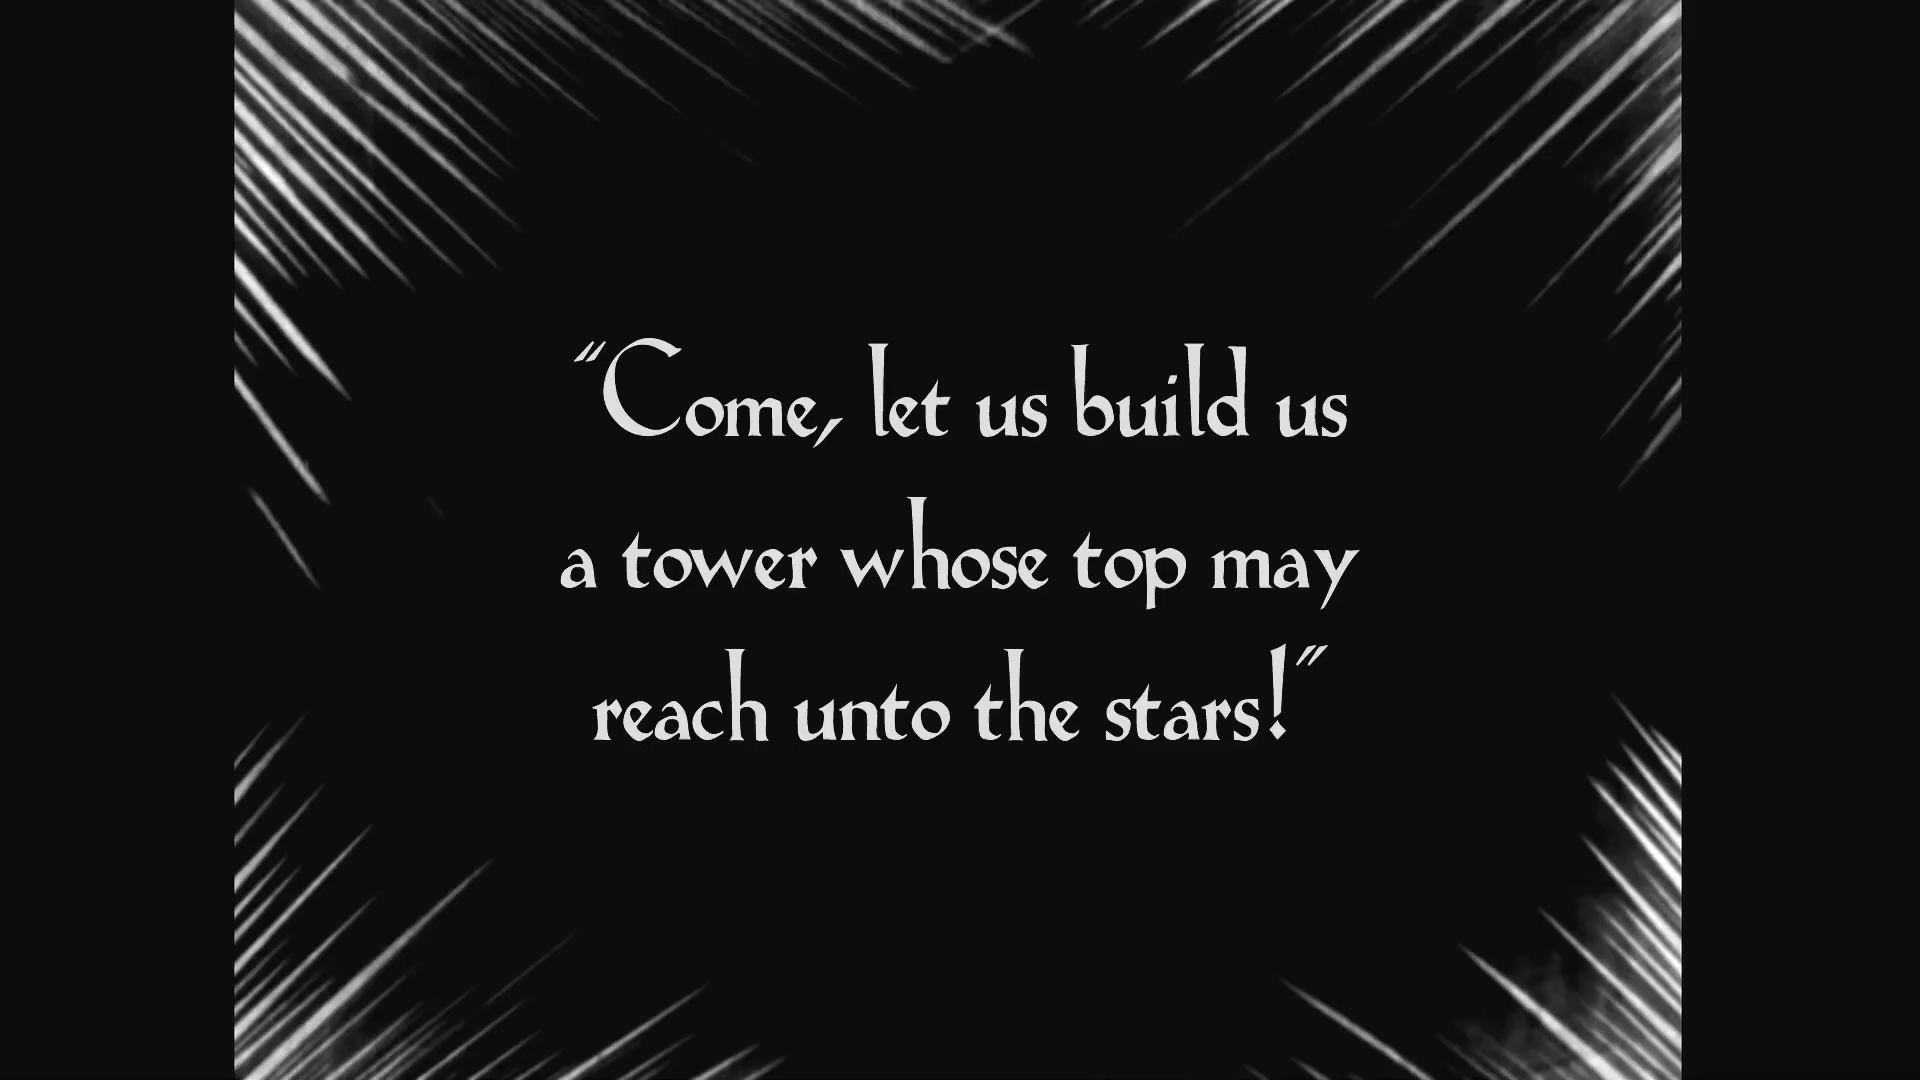 “Come, let us build us
a tower whose top may
reach unto the stars!”